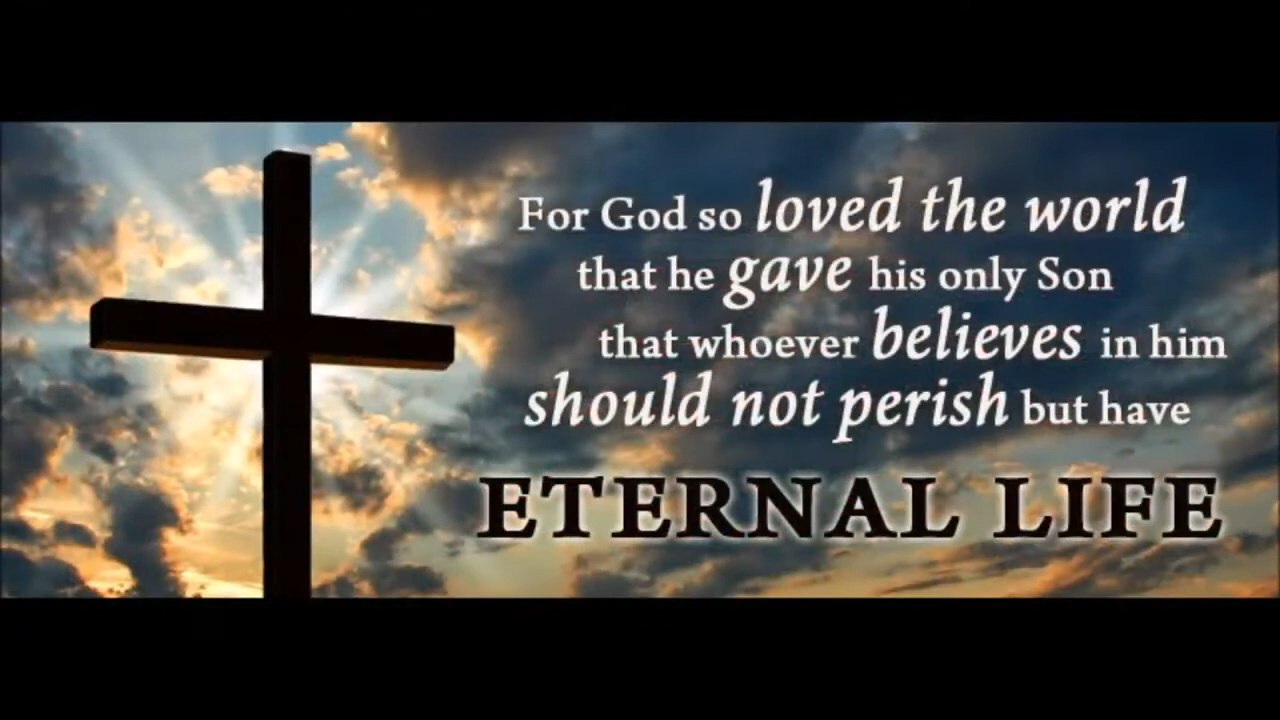 For God so loved the world
that he gave his only Son
that whoever believes in him
should not perish but have
ETERNAL LIFE